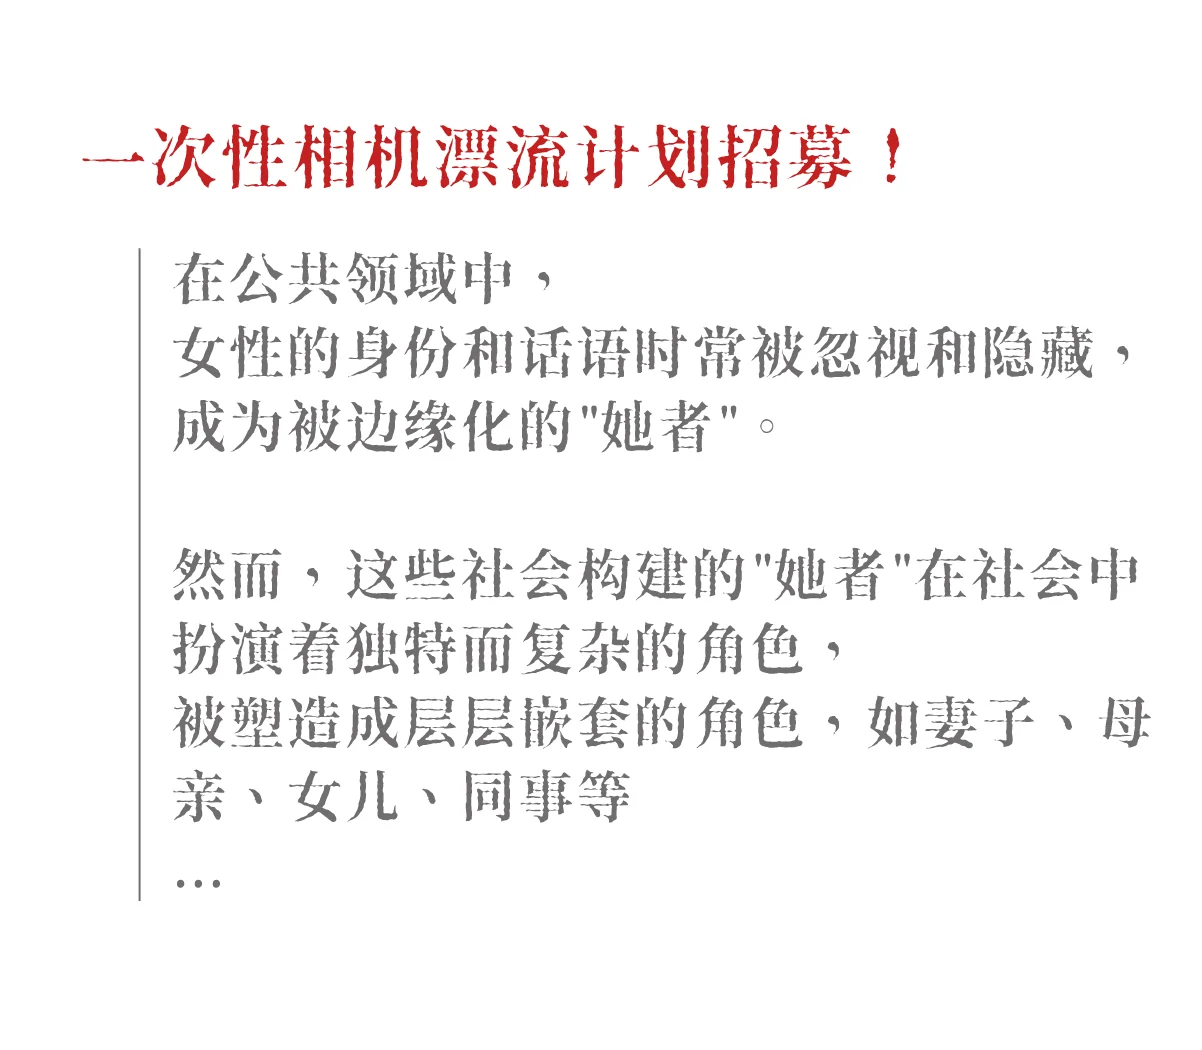 一次性相机漂流计划招募！
在公共领域中，
女性的身份和话语时常被忽视和隐藏，
成为被边缘化的"她者"。
然而，这些社会构建的"她者"在社会中
扮演着独特而复杂的角色，
被塑造成层层嵌套的角色，如妻子、母
亲、女儿、同事等
...